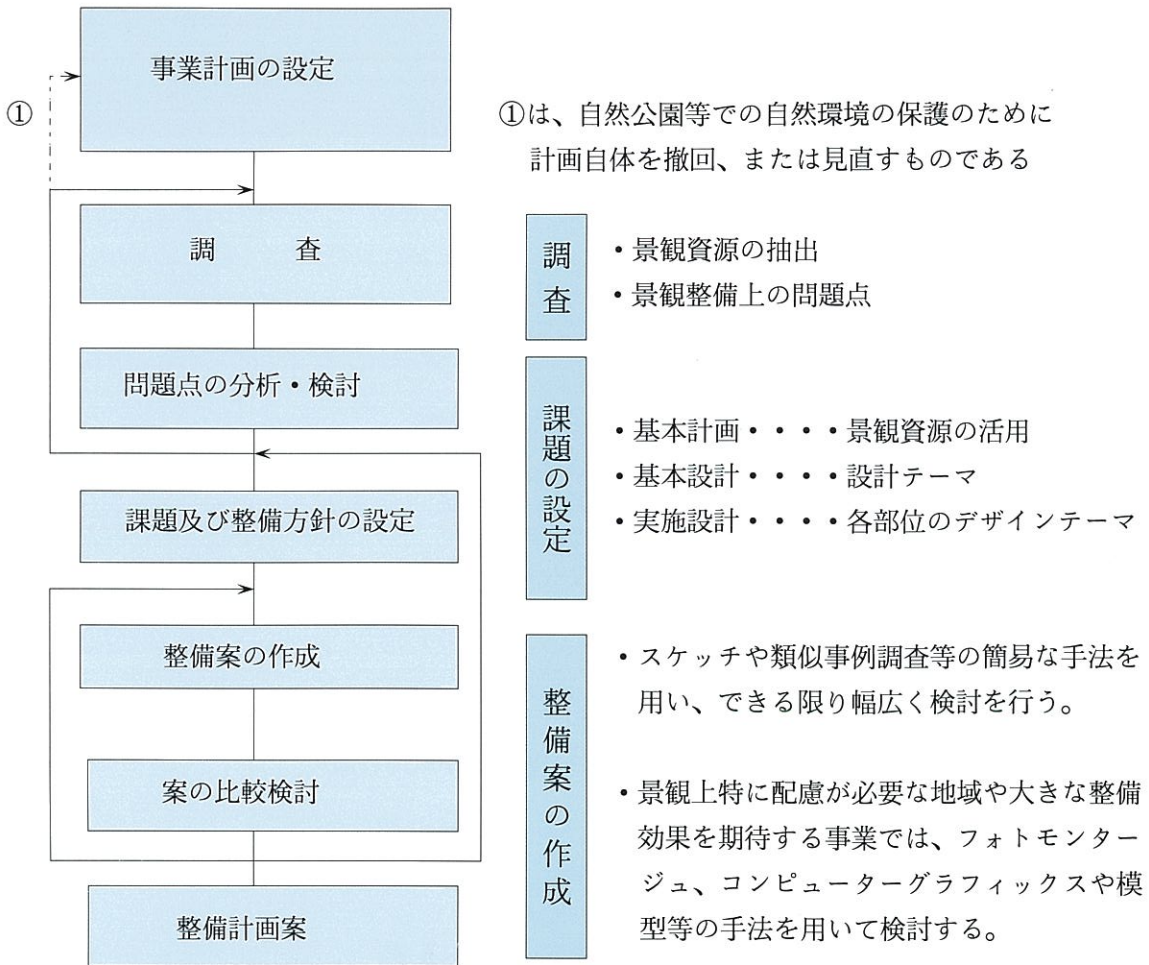 事業計画の設定
①
調　　査
問題点の分析・検討
課題及び整備方針の設定
整備案の作成
案の比較検討
整備計画案
①は、自然公園等での自然環境の保護のために
計画自体を撤回、または見直すものである
調査
・景観資源の抽出
・景観整備上の問題点
課題の設定
・基本計画・・・・景観資源の活用
・基本設計・・・・設計テーマ
・実施設計・・・・各部位のデザインテーマ
整備案の作成
・スケッチや類似事例調査等の簡易な手法を
用い、できる限り幅広く検討を行う。
・景観上特に配慮が必要な地域や大きな整備
効果を期待する事業では、フォトモンター
ジュ、コンピューターグラフィックスや模
型等の手法を用いて検討する。